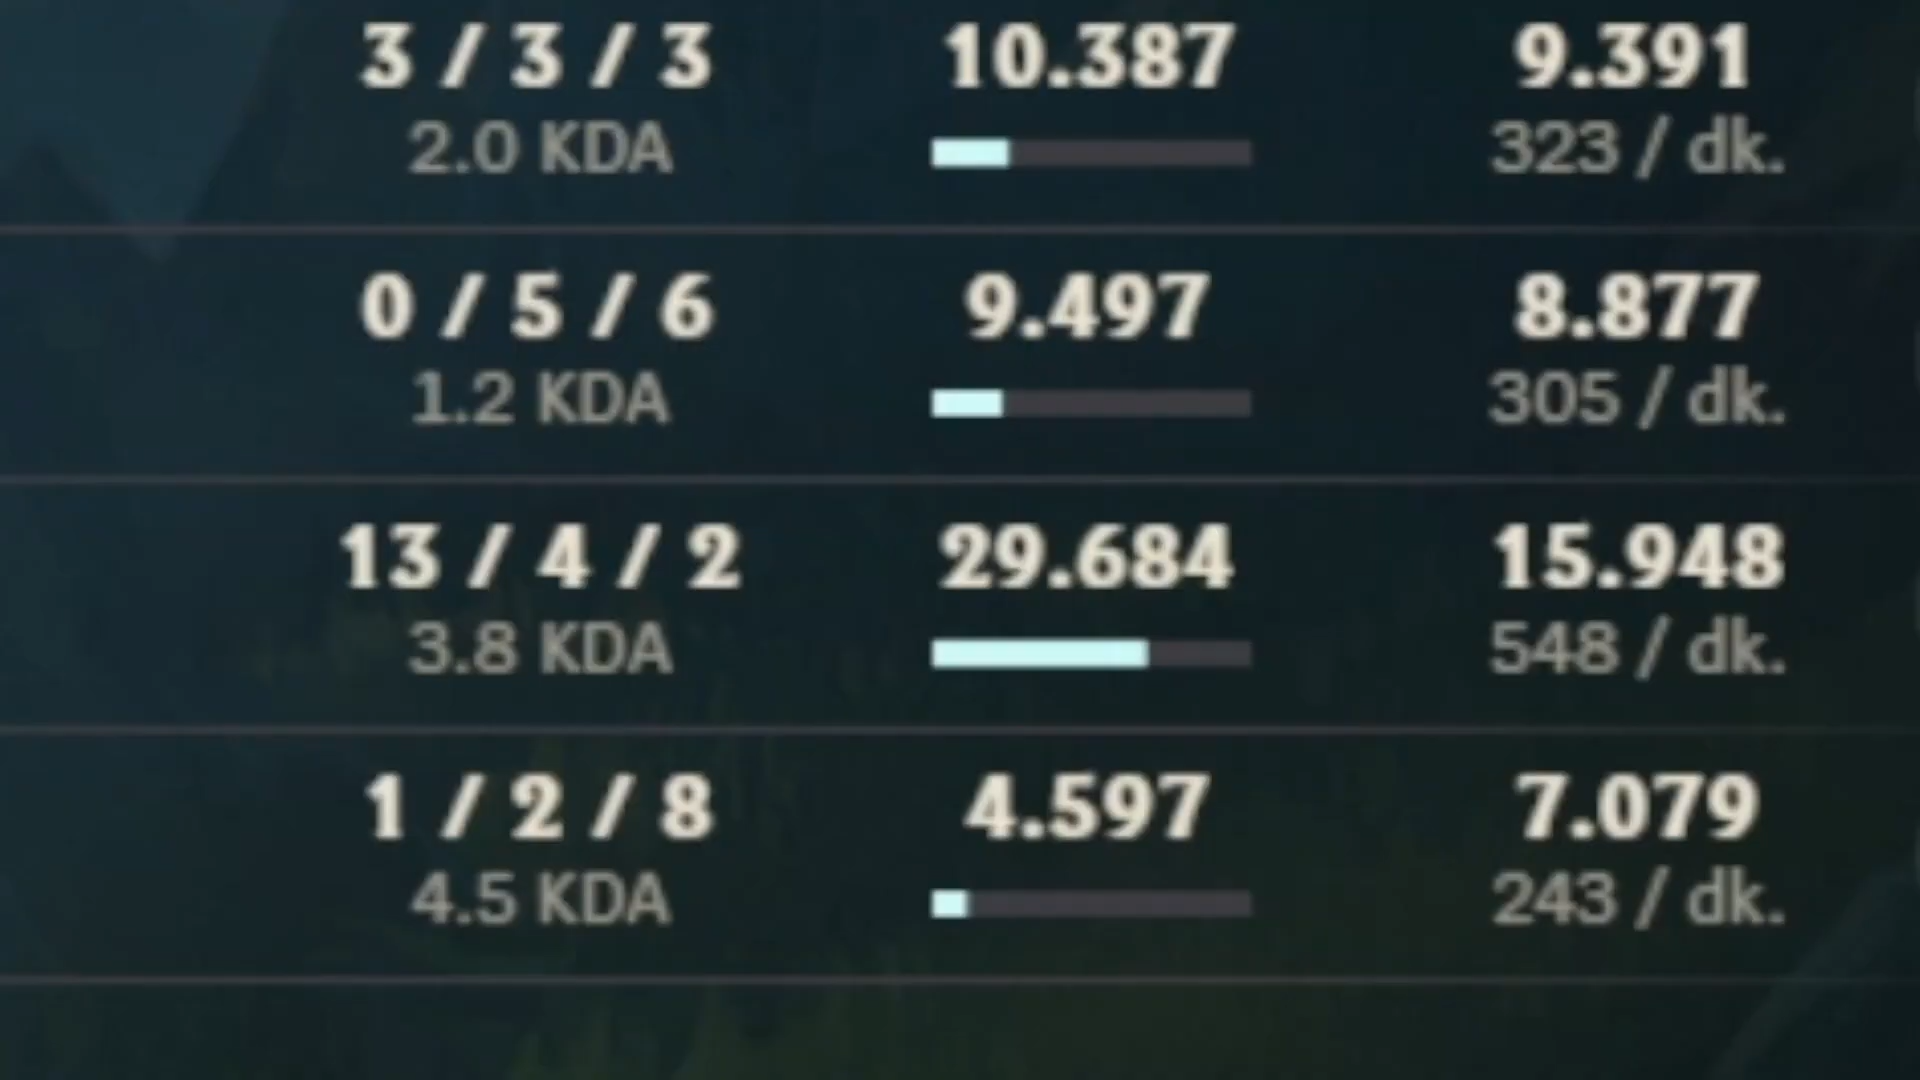 3 / 3 / 3 10.387 9.391
2.0 KDA 323 / dk.
0 / 5 / 6 9.497 8.877
1.2 KDA 305 / dk.
13 / 4 / 2 29.684 15.948
3.8 KDA 548 / dk.
1 / 2 / 8 4.597 7.079
4.5 KDA 243 / dk.